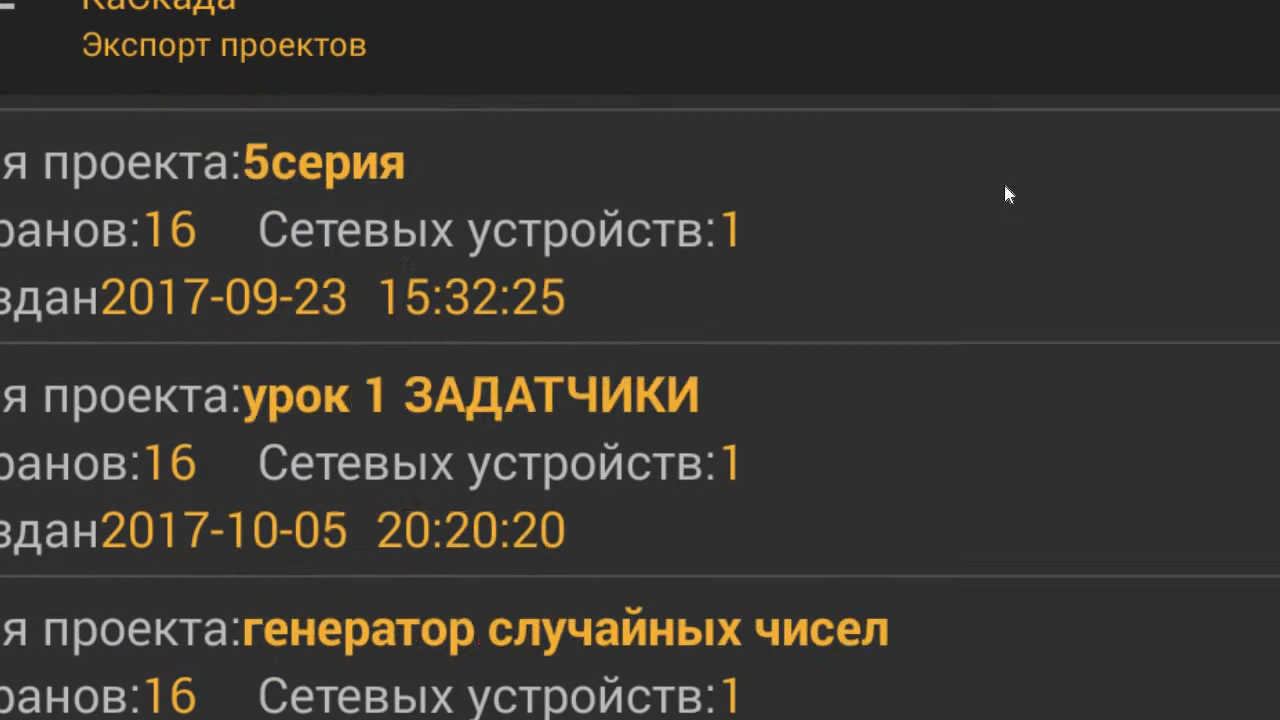 КаСкада
Экспорт проектов
я проекта:5серия
ранов:16 Сетевых устройств:1
здан2017-09-23 15:32:25
я проекта:урок 1 ЗАДАТЧИКИ
ранов:16 Сетевых устройств:1
здан2017-10-05 20:20:20
я проекта:генератор случайных чисел
ранов:16 Сетевых устройств:1